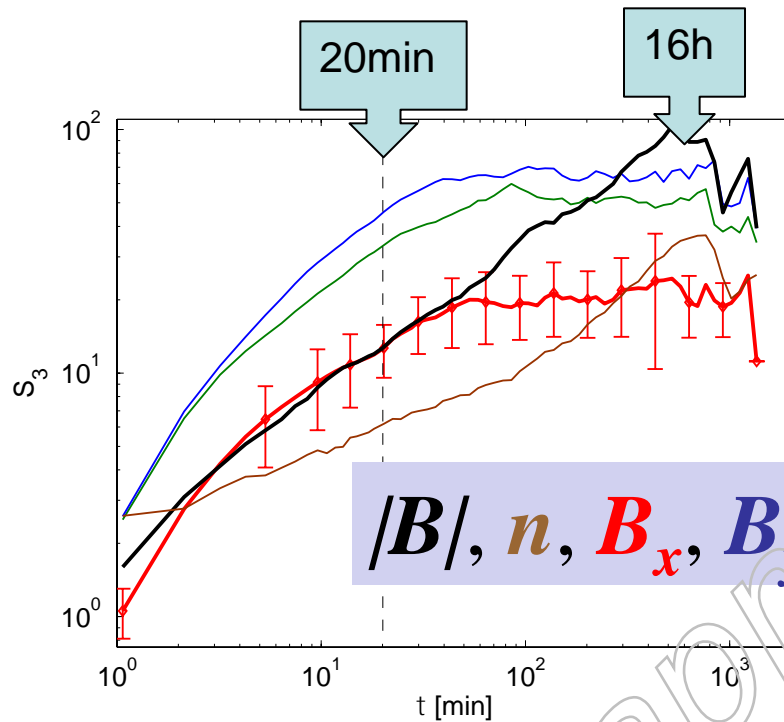 20min
16h
10²
10¹
10⁰
S₃
|B|, n, Bₓ, B
10⁰ 10¹ 10² 10³
t [min]